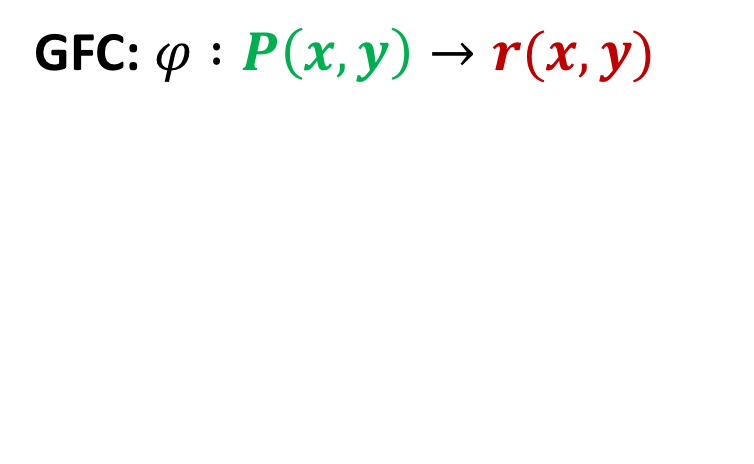 GFC: φ : P(x, y) → r(x, y)